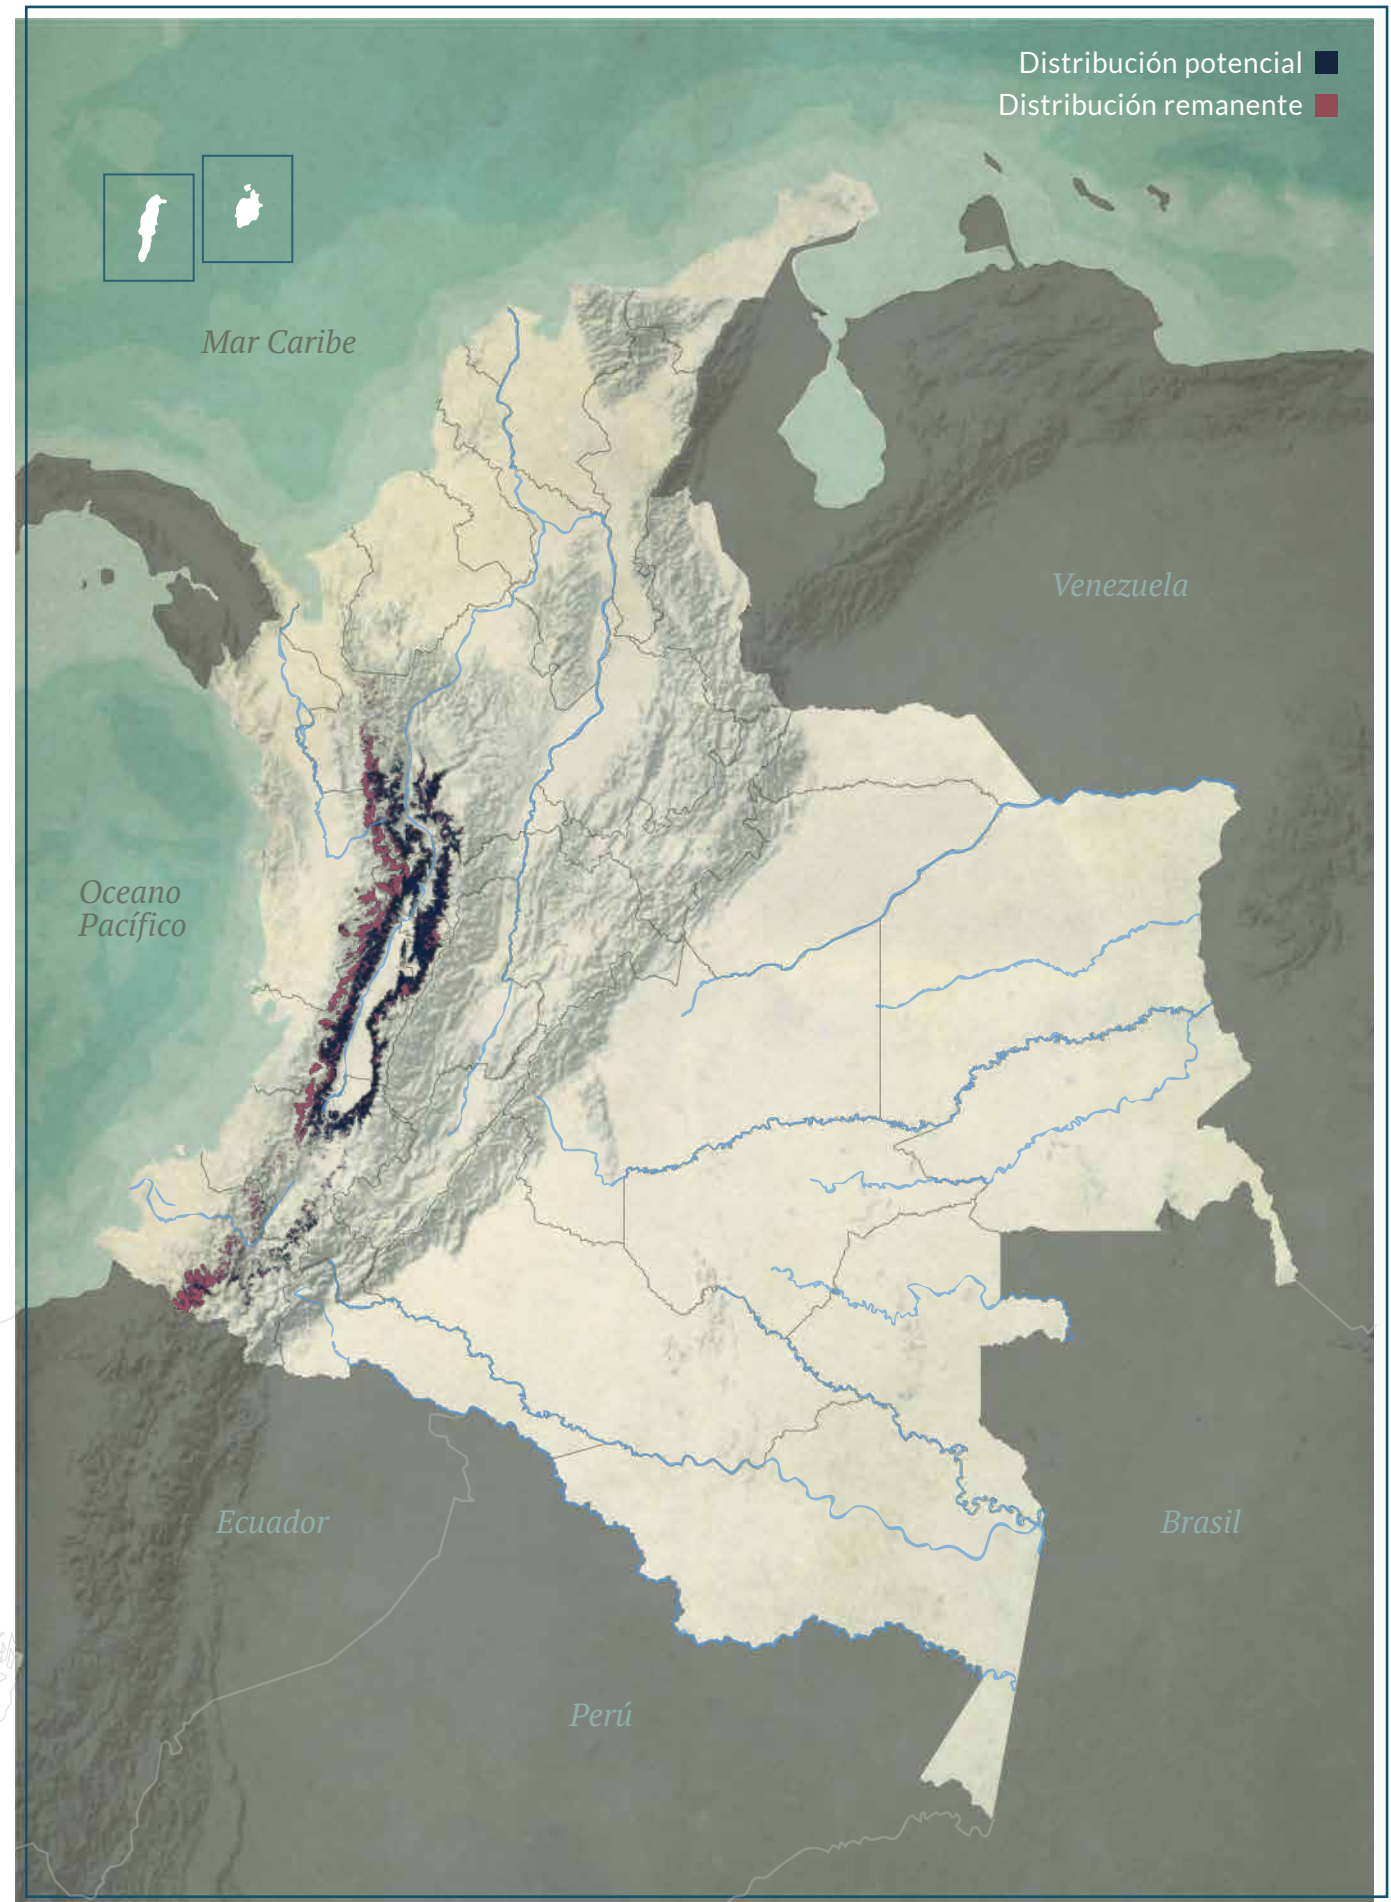 Distribución potencial
Distribución remanente
Mar Caribe
Venezuela
Oceano
Pacífico
Ecuador
Brasil
Perú